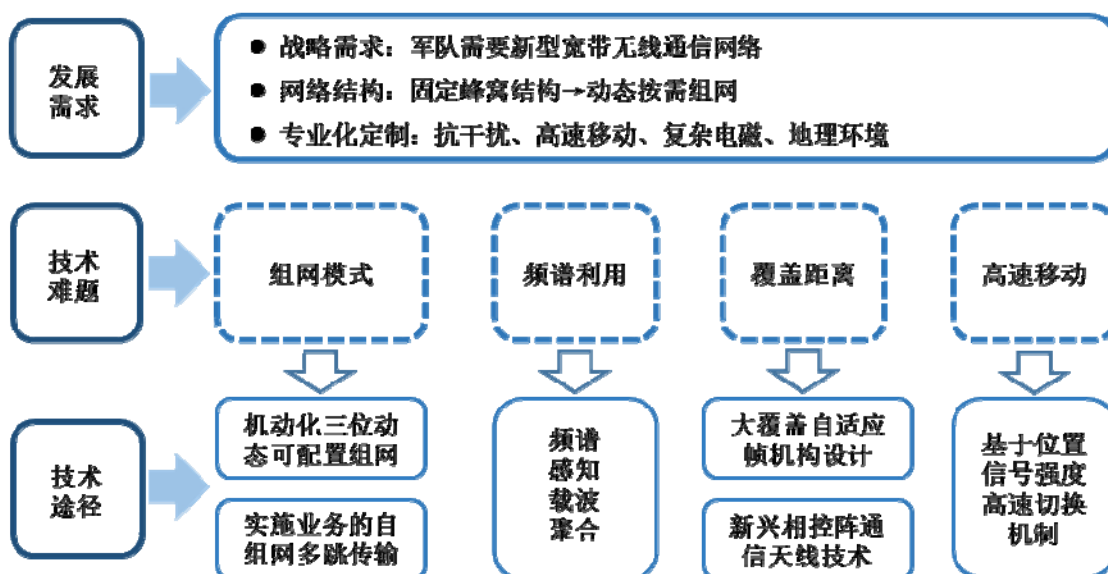 发展
需求
● 战略需求：军队需要新型宽带无线通信网络
● 网络结构：固定蜂窝结构→动态按需组网
● 专业化定制：抗干扰、高速移动、复杂电磁、地理环境
技术
难题
组网模式
频谱利用
覆盖距离
高速移动
技术
途径
机动化三位动
态可配置组网
实施业务的自
组网多跳传输
频谱
感知
载波
聚合
大覆盖自适应
帧机构设计
新兴相控阵通
信天线技术
基于位置
信号强度
高速切换
机制